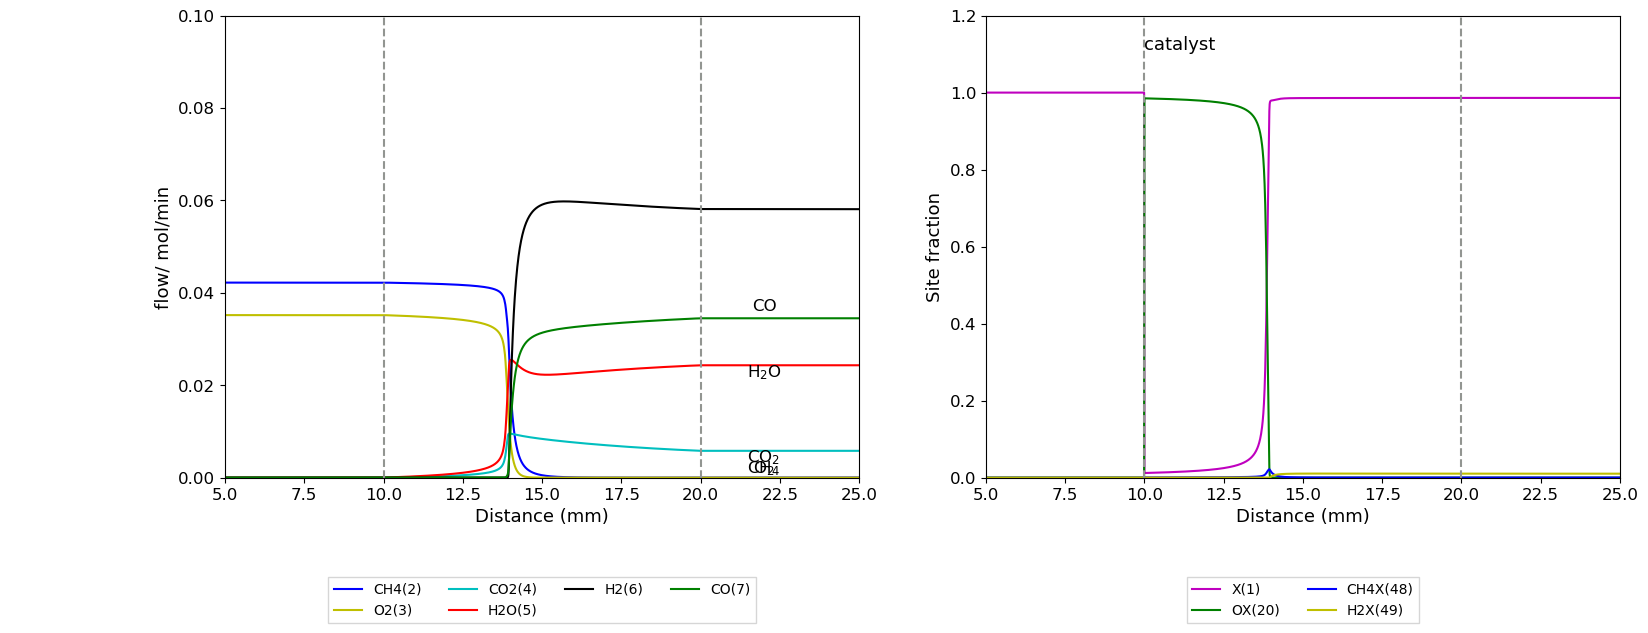 0.10
0.08
0.06
0.04
0.02
0.00
flow/ mol/min
CO
H₂O
CO₂
CH₄
O₂
5.0 7.5 10.0 12.5 15.0 17.5 20.0 22.5 25.0
Distance (mm)
CH4(2) CO2(4) H2(6) CO(7)
O2(3) H2O(5)
1.2
1.0
0.8
0.6
0.4
0.2
0.0
Site fraction
catalyst
5.0 7.5 10.0 12.5 15.0 17.5 20.0 22.5 25.0
Distance (mm)
X(1) CH4X(48)
OX(20) H2X(49)